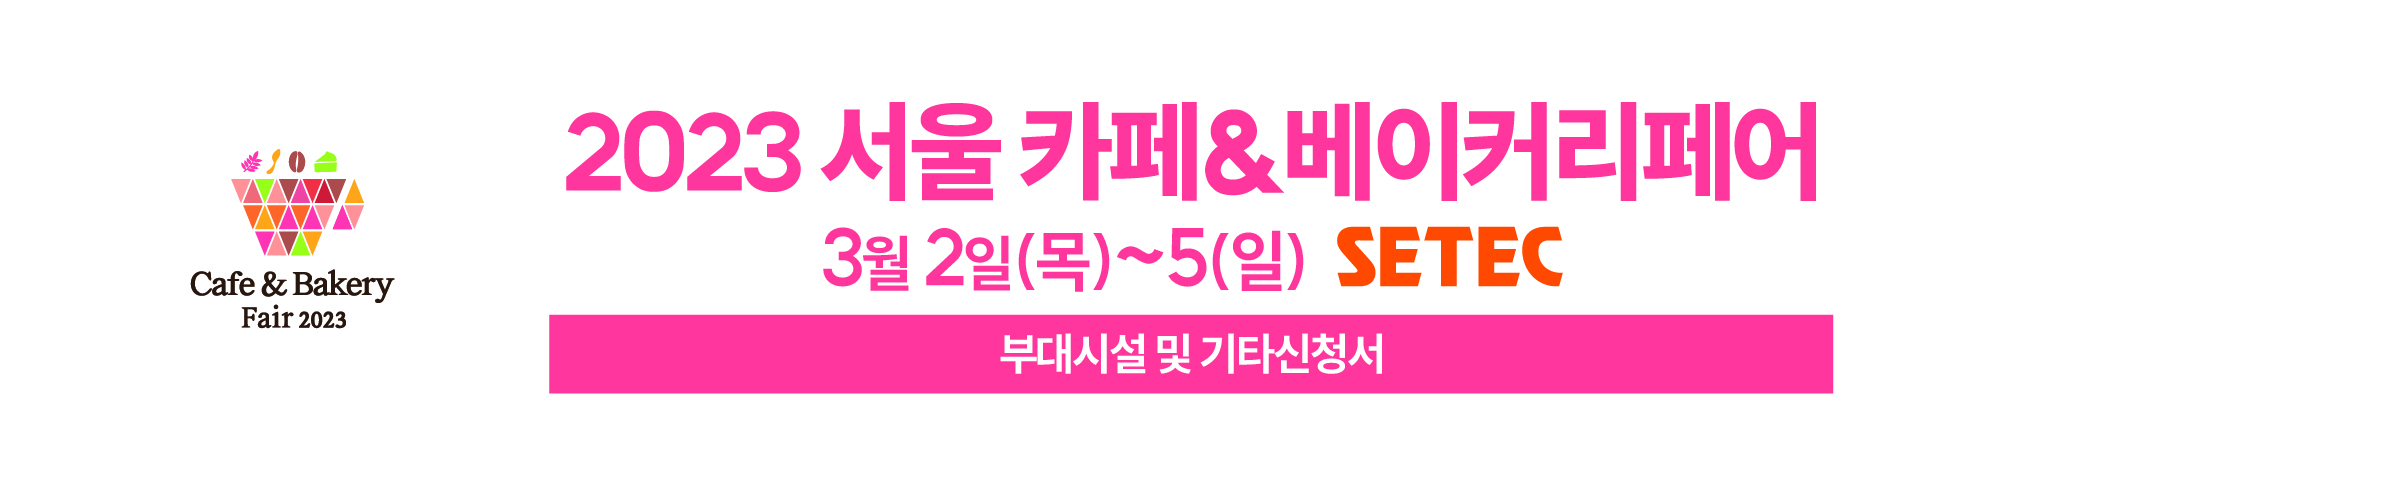 Cafe & Bakery
Fair 2023
2023 서울 카페&베이커리페어
3월 2일(목)~5(일) SETEC
부대시설 및 기타신청서